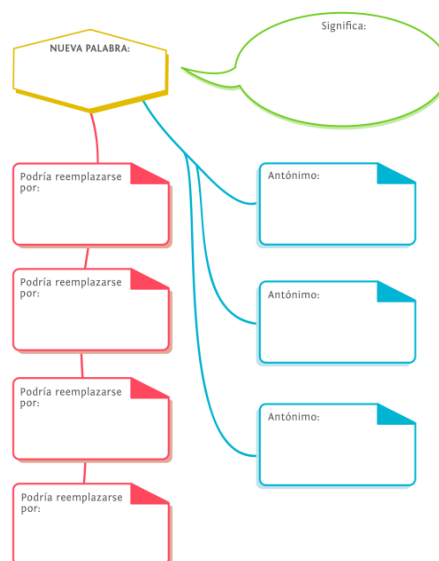 NUEVA PALABRA:
Significa:
Podría reemplazarse
por:
Antónimo:
Podría reemplazarse
por:
Antónimo:
Podría reemplazarse
por:
Antónimo:
Podría reemplazarse
por: